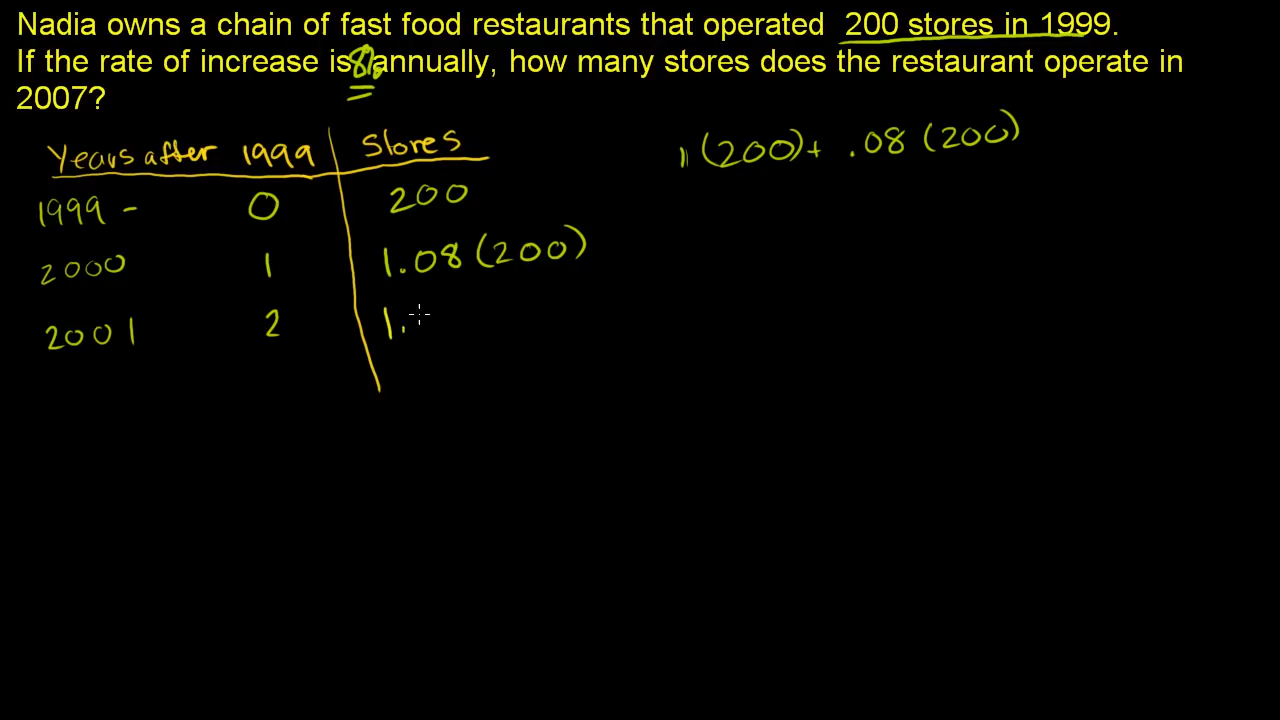 Nadia owns a chain of fast food restaurants that operated 200 stores in 1999.
If the rate of increase is 8% annually, how many stores does the restaurant operate in
2007?
Years after 1999 Stores
1(200)+ .08(200)
1999 - 0 200
2000 1 1.08(200)
2001 2 1.